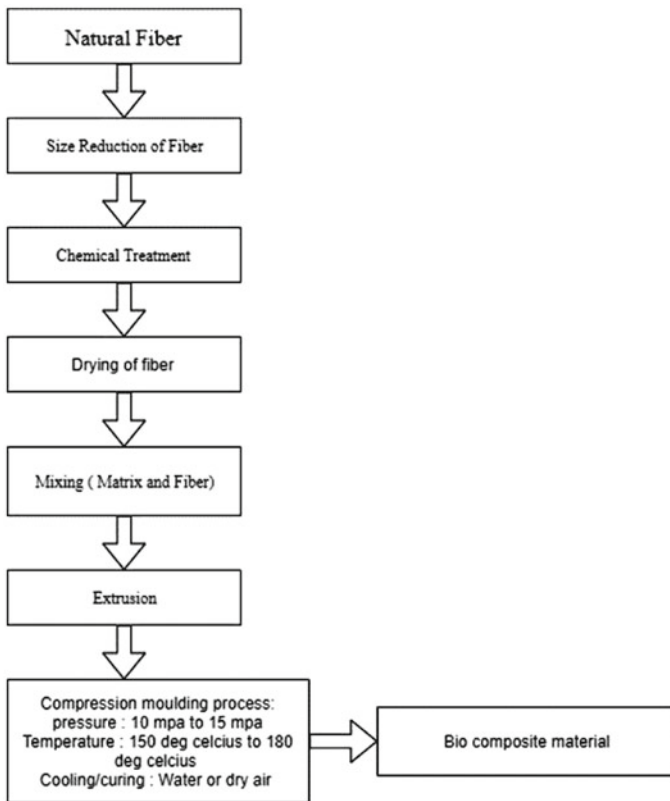 Natural Fiber
Size Reduction of Fiber
Chemical Treatment
Drying of fiber
Mixing ( Matrix and Fiber)
Extrusion
Compression moulding process:
pressure : 10 mpa to 15 mpa
Temperature : 150 deg celcius to 180
deg celcius
Cooling/curing : Water or dry air
Bio composite material